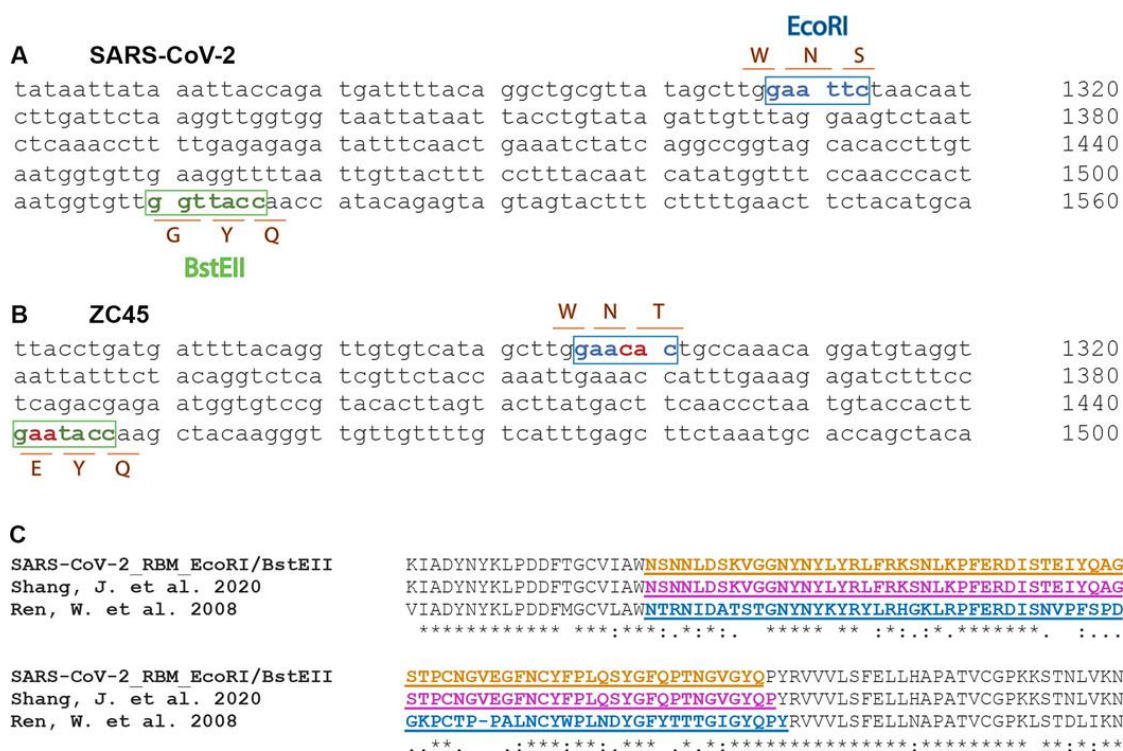 EcoRI
A SARS-CoV-2 W N S
tataattata aattaccaga tgattttaca ggctgcgtta tagcttggaa ttctaacaat 1320
cttgattcta aggttggtgg taattataat tacctgtata gattgtttag gaagtctaat 1380
ctcaaacctt ttgagagaga tatttcaact gaaatctatc aggccggtag cacaccttgt 1440
aatggtgttg aaggttttaa ttgttacttt cctttacaat catatggttt ccaacccact 1500
aatggtgttg gttaccaacc atacagagta gtagtacttt cttttgaact tctacatgca 1560
G Y Q
BstEII
B ZC45 W N T
ttacctgatg attttacagg ttgtgtcata gcttggaaca ctgccaaaca ggatgtaggt 1320
aattatttct acaggtctca tcgttctacc aaattgaaac catttgaaag agatctttcc 1380
tcagacgaga atggtgtccg tacacttagt acttatgact tcaaccctaa tgtaccactt 1440
gaataccaag ctacaagggt tgttgttttg tcatttgagc ttctaaatgc accagctaca 1500
E Y Q
C
SARS-CoV-2_RBM_EcoRI/BstEII KIADYNYKLPDDFTGCVIAWNSNNLDSKVGGNYNYLYRLFRKSNLKPFERDISTEIYQAG
Shang, J. et al. 2020 KIADYNYKLPDDFTGCVIAWNSNNLDSKVGGNYNYLYRLFRKSNLKPFERDISTEIYQAG
Ren, W. et al. 2008 VIADYNYKLPDDFMGCVLAWNTRNIDATSTGNYNYKYRYLRHGKLRPFERDISNVPFSPD
************ ***:**:.*:*:. ***** ** :*:.:*:*******. :...
SARS-CoV-2_RBM_EcoRI/BstEII STPCNGVEGFNCYFPLQSYGFQPTNGVGYQPYRVVVLSFELLHAPATVCGPKKSTNLVKN
Shang, J. et al. 2020 STPCNGVEGFNCYFPLQSYGFQPTNGVGYQPYRVVVLSFELLHAPATVCGPKKSTNLVKN
Ren, W. et al. 2008 GKPCTP-PALNCYWPLNDYGFYTTTGIGYQPYRVVVLSFELLNAPATVCGPKLSTDLIKN
..**. .:***:**:.*** .*.*:***************:********* **:*:**